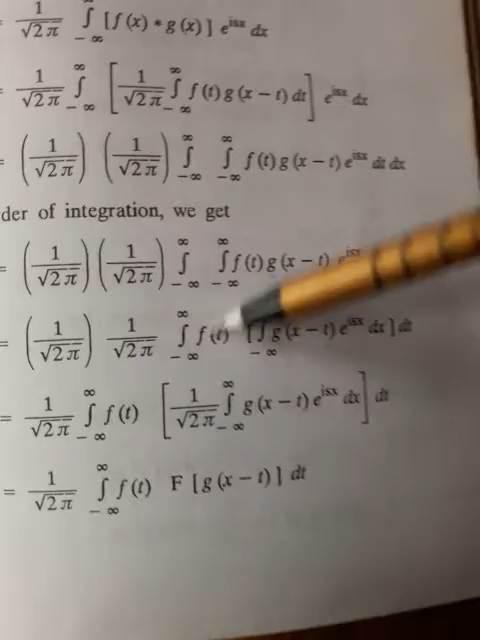 = 1/√2π ∫_{-∞}^{∞} [f(x) * g(x)] e^{isx} dx
= 1/√2π ∫_{-∞}^{∞} [1/√2π ∫_{-∞}^{∞} f(t) g(x − t) dt] e^{isx} dx
= (1/√2π) (1/√2π) ∫_{-∞}^{∞} ∫_{-∞}^{∞} f(t) g(x − t) e^{isx} dt dx
der of integration, we get
= (1/√2π) (1/√2π) ∫_{-∞}^{∞} ∫_{-∞}^{∞} f(t) g(x − t) e^{isx}
= (1/√2π) 1/√2π ∫_{-∞}^{∞} f(t) [∫_{-∞} g(x − t) e^{isx} dx] dt
= 1/√2π ∫_{-∞}^{∞} f(t) [1/√2π ∫_{-∞}^{∞} g(x − t) e^{isx} dx] dt
= 1/√2π ∫_{-∞}^{∞} f(t) F [g(x − t)] dt